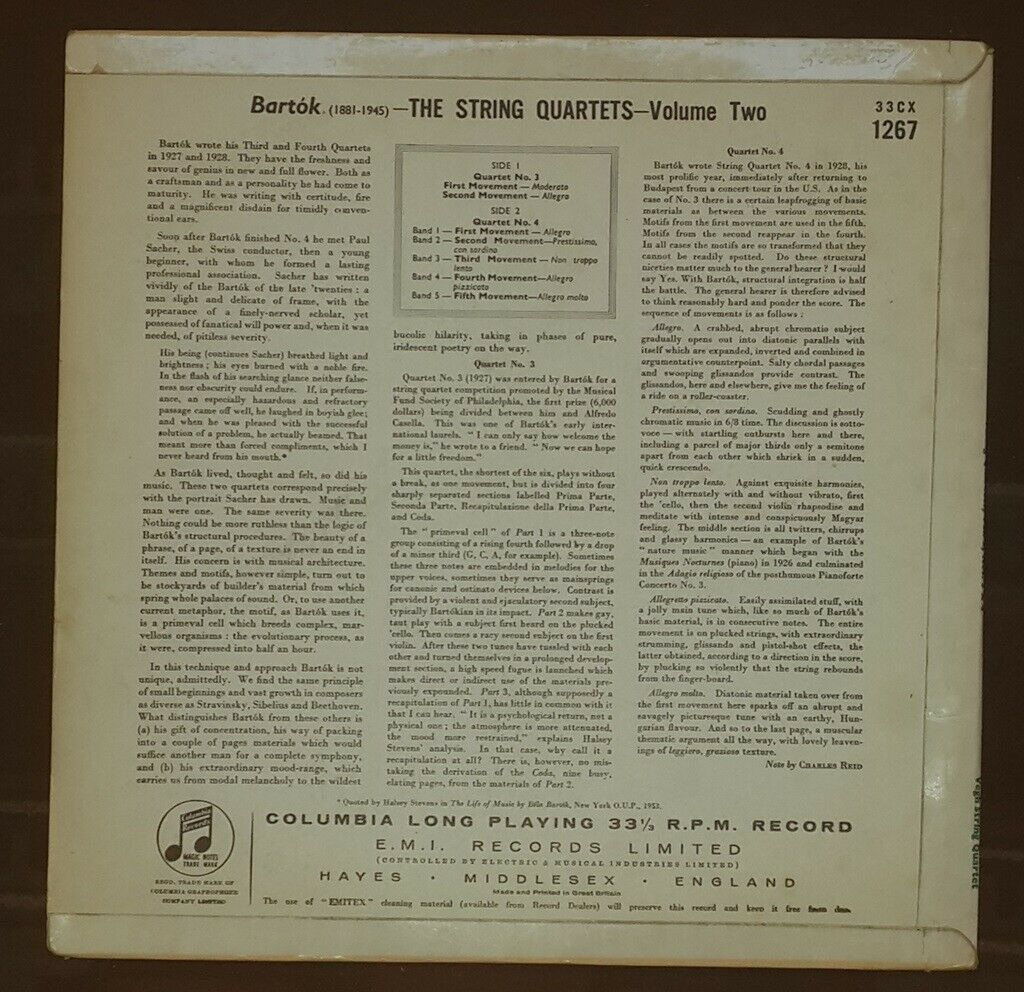 Bartók. (1881-1945)—THE STRING QUARTETS—Volume Two
33CX
1267
Bartók wrote his Third and Fourth Quartets
in 1927 and 1928. They have the freshness and
savour of genius in new and full flower. Both as
a craftsman and as a personality he had come to
maturity. He was writing with certitude, fire
and a magnificent disdain for timidly conven-
tional ears.
Soon after Bartók finished No. 4 he met Paul
Sacher, the Swiss conductor, then a young
beginner, with whom he formed a lasting
professional association. Sacher has written
vividly of the Bartók of the late 'twenties : a
man slight and delicate of frame, with the
appearance of a finely-nerved scholar, yet
possessed of fanatical will power and, when it was
needed, of pitiless severity.
His being (continues Sacher) breathed light and
brightness ; his eyes burned with a noble fire.
In the flash of his searching glance neither false-
ness nor obscurity could endure. If, in perform-
ance, an especially hazardous and refractory
passage came off well, he laughed in boyish glee;
and when he was pleased with the successful
solution of a problem, he actually beamed. That
meant more than forced compliments, which I
never heard from his mouth.*
As Bartók lived, thought and felt, so did his
music. These two quartets correspond precisely
with the portrait Sacher has drawn. Music and
man were one. The same severity was there.
Nothing could be more ruthless than the logic of
Bartók's structural procedures. The beauty of a
phrase, of a page, of a texture is never an end in
itself. His concern is with musical architecture.
Themes and motifs, however simple, turn out to
be stockyards of builder's material from which
spring whole palaces of sound. Or, to use another
current metaphor, the motif, as Bartók uses it,
is a primeval cell which breeds complex, mar-
vellous organisms : the evolutionary process, as
it were, compressed into half an hour.
In this technique and approach Bartók is not
unique, admittedly. We find the same principle
of small beginnings and vast growth in composers
as diverse as Stravinsky, Sibelius and Beethoven.
What distinguishes Bartók from these others is
(a) his gift of concentration, his way of packing
into a couple of pages materials which would
suffice another man for a complete symphony,
and (b) his extraordinary mood-range, which
carries us from modal melancholy to the wildest
SIDE 1
Quartet No. 3
First Movement — Moderato
Second Movement — Allegro
SIDE 2
Quartet No. 4
Band 1 — First Movement — Allegro
Band 2 — Second Movement—Prestissimo,
con sordino
Band 3 — Third Movement — Non troppo
lento
Band 4 — Fourth Movement—Allegro
pizzicato
Band 5 — Fifth Movement—Allegro molto
bucolic hilarity, taking in phases of pure,
iridescent poetry on the way.
Quartet No. 3
Quartet No. 3 (1927) was entered by Bartók for a
string quartet competition promoted by the Musical
Fund Society of Philadelphia, the first prize (6,000
dollars) being divided between him and Alfredo
Casella. This was one of Bartók's early inter-
national laurels. " I can only say how welcome the
money is," he wrote to a friend. " Now we can hope
for a little freedom."
This quartet, the shortest of the six, plays without
a break, as one movement, but is divided into four
sharply separated sections labelled Prima Parte,
Seconda Parte, Recapitulazione della Prima Parte,
and Coda.
The " primeval cell " of Part 1 is a three-note
group consisting of a rising fourth followed by a drop
of a minor third (G, C, A, for example). Sometimes
these three notes are embedded in melodies for the
upper voices, sometimes they serve as mainsprings
for canonic and ostinato devices below. Contrast is
provided by a violent and ejaculatory second subject,
typically Bartókian in its impact. Part 2 makes gay,
taut play with a subject first heard on the plucked
'cello. Then comes a racy second subject on the first
violin. After these two tunes have tussled with each
other and turned themselves in a prolonged develop-
ment section, a high speed fugue is launched which
makes direct or indirect use of the materials pre-
viously expounded. Part 3, although supposedly a
recapitulation of Part 1, has little in common with it
that I can hear. " It is a psychological return, not a
physical one ; the atmosphere is more attenuated,
the mood more restrained," explains Halsey
Stevens' analysis. In that case, why call it a
recapitulation at all? There is, however, no mis-
taking the derivation of the Coda, nine busy,
elating pages, from the materials of Part 2.
Quartet No. 4
Bartók wrote String Quartet No. 4 in 1928, his
most prolific year, immediately after returning to
Budapest from a concert tour in the U.S. As in the
case of No. 3 there is a certain leapfrogging of basic
materials as between the various movements.
Motifs from the first movement are used in the fifth.
Motifs from the second reappear in the fourth.
In all cases the motifs are so transformed that they
cannot be readily spotted. Do these structural
niceties matter much to the general hearer ? I would
say Yes. With Bartók, structural integration is half
the battle. The general hearer is therefore advised
to think reasonably hard and ponder the score. The
sequence of movements is as follows :
Allegro. A crabbed, abrupt chromatic subject
gradually opens out into diatonic parallels with
itself which are expanded, inverted and combined in
argumentative counterpoint. Salty chordal passages
and swooping glissandos provide contrast. The
glissandos, here and elsewhere, give me the feeling of
a ride on a roller-coaster.
Prestissimo, con sordino. Scudding and ghostly
chromatic music in 6/8 time. The discussion is sotto-
voce — with startling outbursts here and there,
including a parcel of major thirds only a semitone
apart from each other which shriek in a sudden,
quick crescendo.
Non troppo lento. Against exquisite harmonies,
played alternately with and without vibrato, first
the 'cello, then the second violin rhapsodise and
meditate with intense and conspicuously Magyar
feeling. The middle section is all twitters, chirrups
and glassy harmonics — an example of Bartók's
" nature music " manner which began with the
Musiques Nocturnes (piano) in 1926 and culminated
in the Adagio religioso of the posthumous Pianoforte
Concerto No. 3.
Allegretto pizzicato. Easily assimilated stuff, with
a jolly main tune which, like so much of Bartók's
basic material, is in consecutive notes. The entire
movement is on plucked strings, with extraordinary
strumming, glissando and pistol-shot effects, the
latter obtained, according to a direction in the score,
by plucking so violently that the string rebounds
from the finger-board.
Allegro molto. Diatonic material taken over from
the first movement here sparks off an abrupt and
savagely picturesque tune with an earthy, Hun-
garian flavour. And so to the last page, a muscular
thematic argument all the way, with lovely leaven-
ings of leggiero, grazioso texture.
Note by CHARLES REID
* Quoted by Halsey Stevens in The Life of Music by Béla Bartók, New York O.U.P., 1953.
Columbia
Records
MAGIC NOTES
TRADE MARK
REGD. TRADE MARK OF
COLUMBIA GRAPHOPHONE
COMPANY LIMITED
COLUMBIA LONG PLAYING 33⅓ R.P.M. RECORD
E.M.I. RECORDS LIMITED
(CONTROLLED BY ELECTRIC & MUSICAL INDUSTRIES LIMITED)
HAYES · MIDDLESEX · ENGLAND
Made and Printed in Great Britain
The use of "EMITEX" cleaning material (available from Record Dealers) will preserve this record and keep it free from dust.
Végh String Quartet